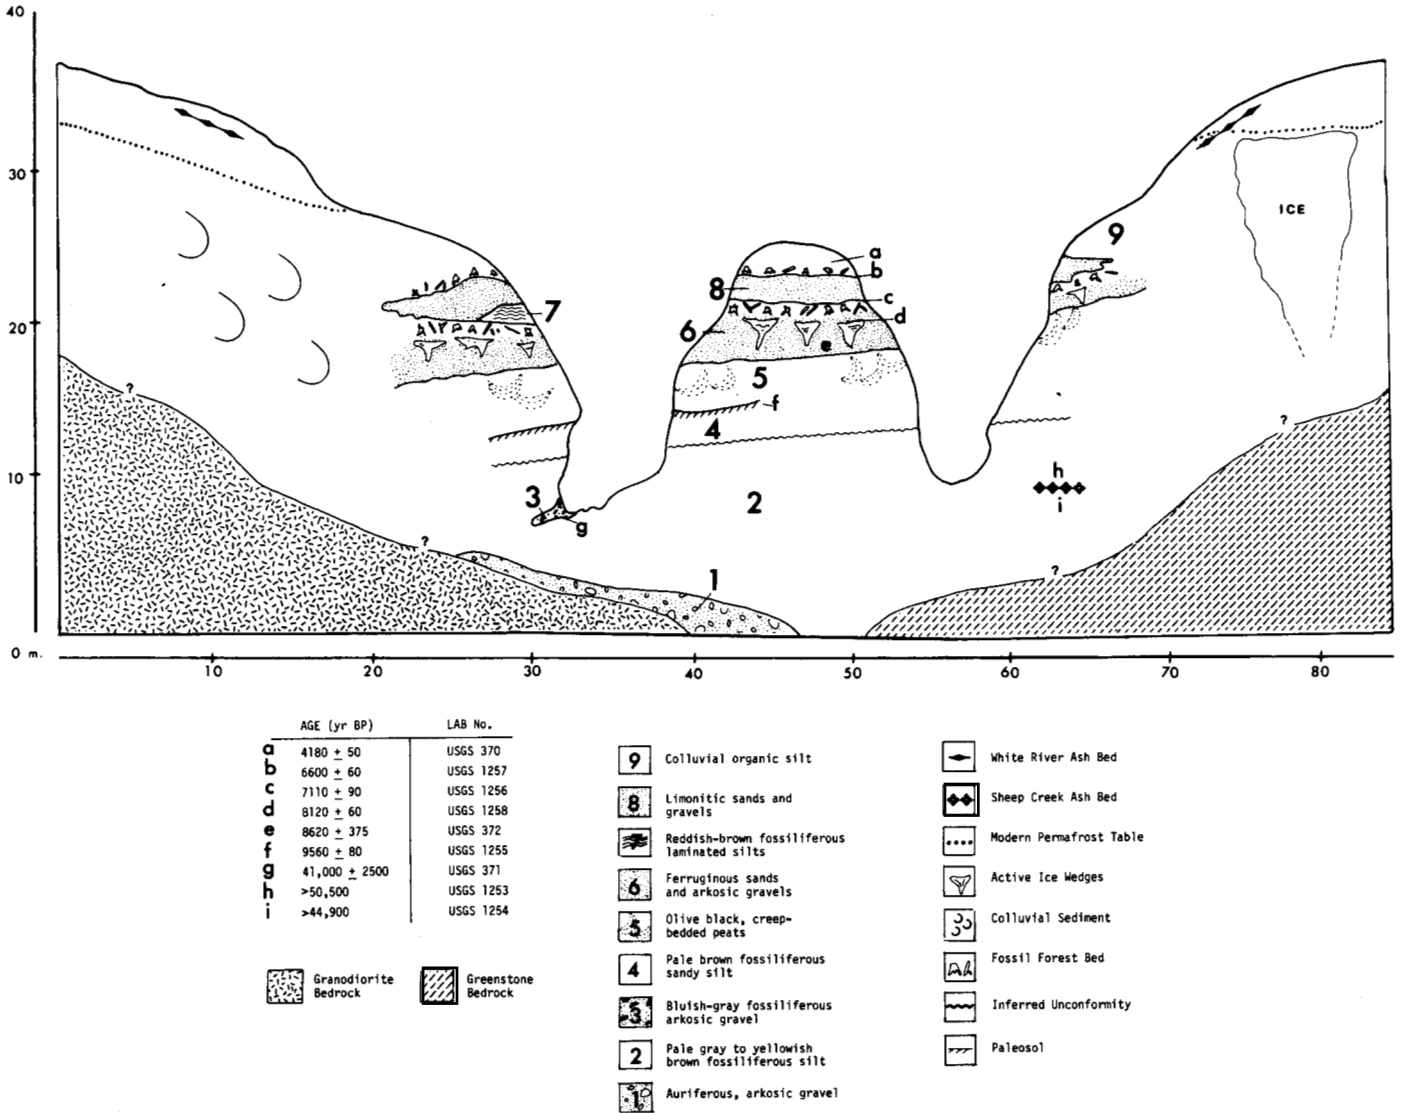 40
30
20
10
0 m.
10
20
30
40
50
60
70
80
?
?
?
?
ICE
9
7
8
6
5
4
3
2
1
a
b
c
d
e
f
g
h
i
AGE (yr BP) LAB No.
a 4180 ± 50 USGS 370
b 6600 ± 60 USGS 1257
c 7110 ± 90 USGS 1256
d 8120 ± 60 USGS 1258
e 8620 ± 375 USGS 372
f 9560 ± 80 USGS 1255
g 41,000 ± 2500 USGS 371
h >50,500 USGS 1253
i >44,900 USGS 1254
Granodiorite
Bedrock
Greenstone
Bedrock
9 Colluvial organic silt
8 Limonitic sands and
gravels
7 Reddish-brown fossiliferous
laminated silts
6 Ferruginous sands
and arkosic gravels
5 Olive black, creep-
bedded peats
4 Pale brown fossiliferous
sandy silt
3 Bluish-gray fossiliferous
arkosic gravel
2 Pale gray to yellowish
brown fossiliferous silt
1 Auriferous, arkosic gravel
White River Ash Bed
Sheep Creek Ash Bed
Modern Permafrost Table
Active Ice Wedges
Colluvial Sediment
Fossil Forest Bed
Inferred Unconformity
Paleosol